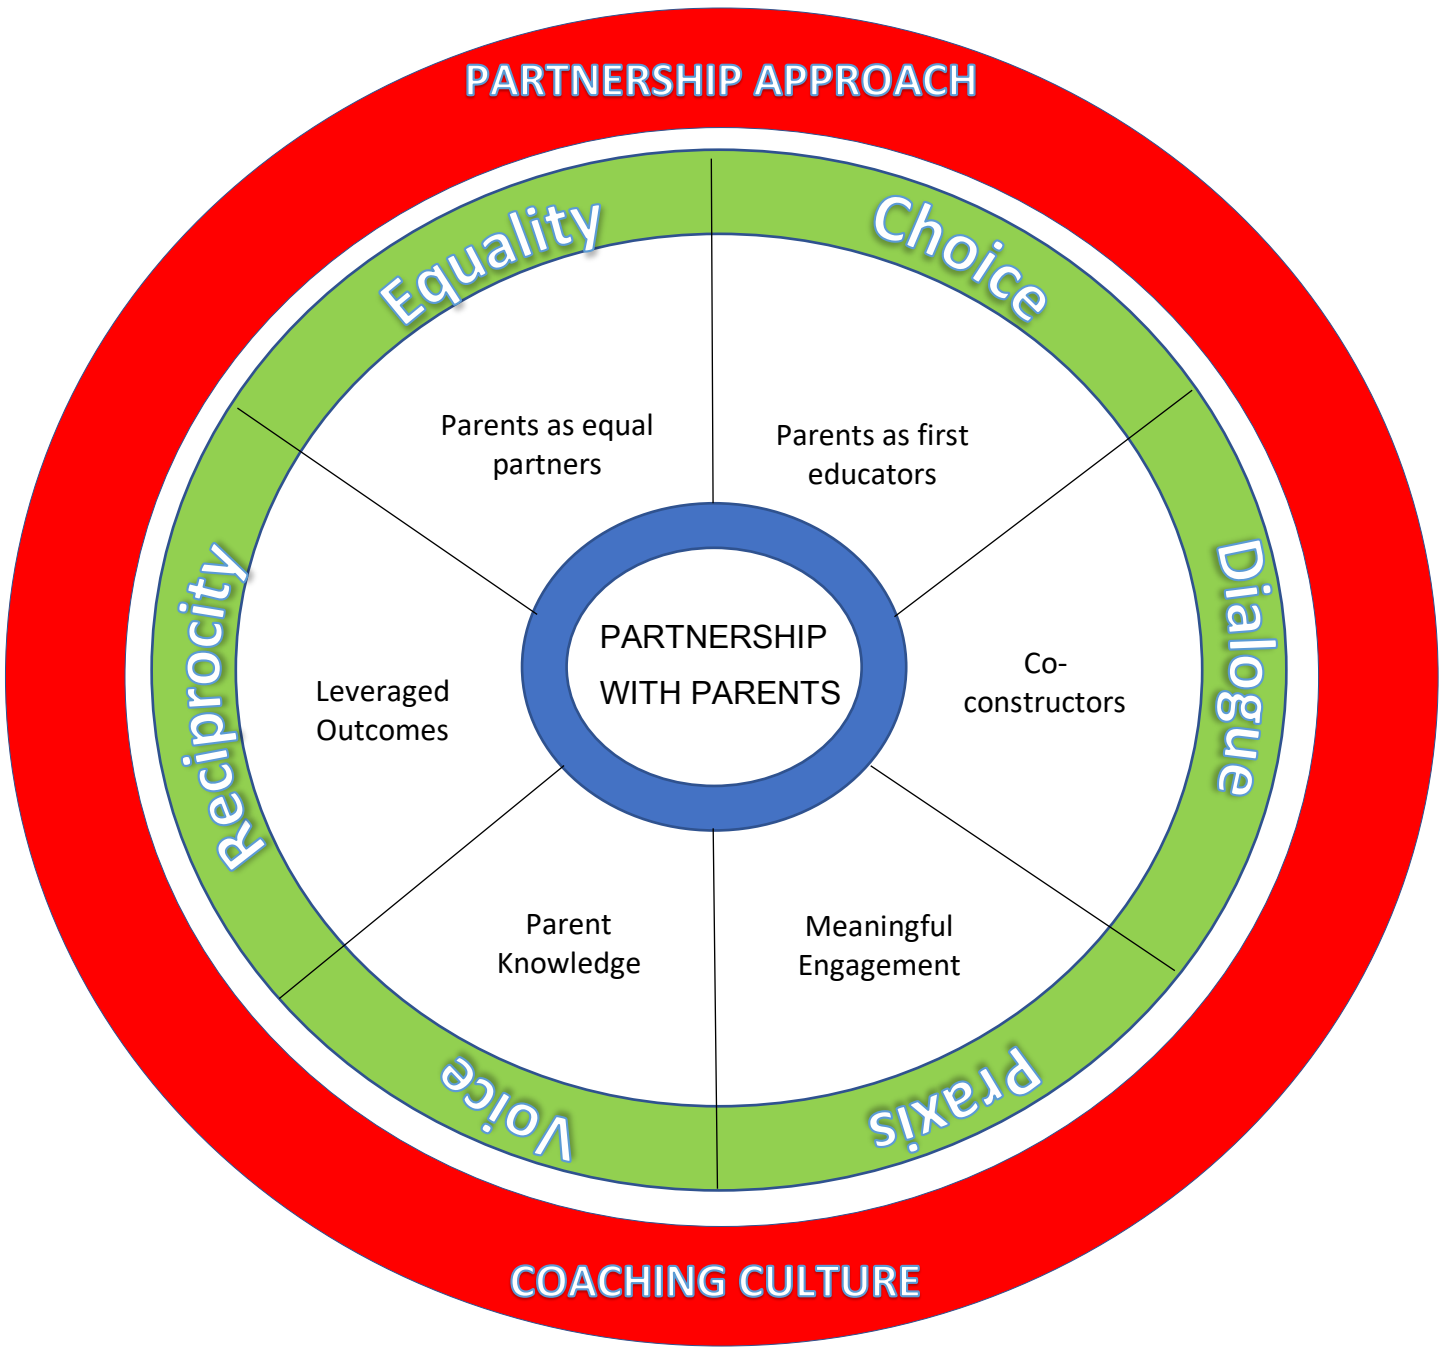 PARTNERSHIP APPROACH
Equality
Choice
Parents as equal
partners
Parents as first
educators
Reciprocity
Dialogue
PARTNERSHIP
WITH PARENTS
Leveraged
Outcomes
Co-
constructors
Parent
Knowledge
Meaningful
Engagement
Voice
Praxis
COACHING CULTURE